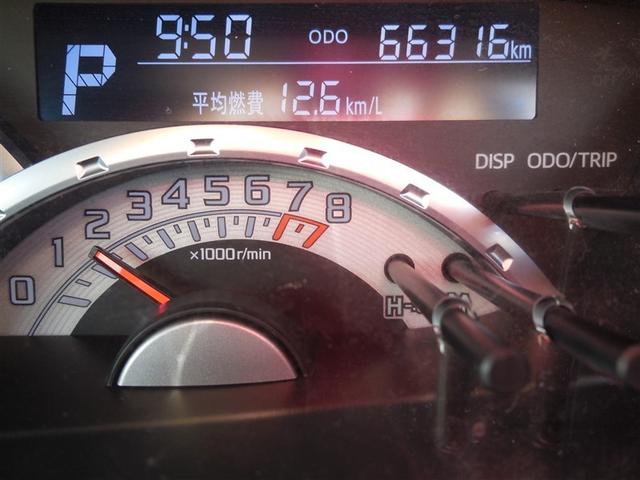 P 9:50 ODO 66316km
平均燃費 12.6km/L
DISP ODO/TRIP
0 1 2 3 4 5 6 7 8
×1000r/min